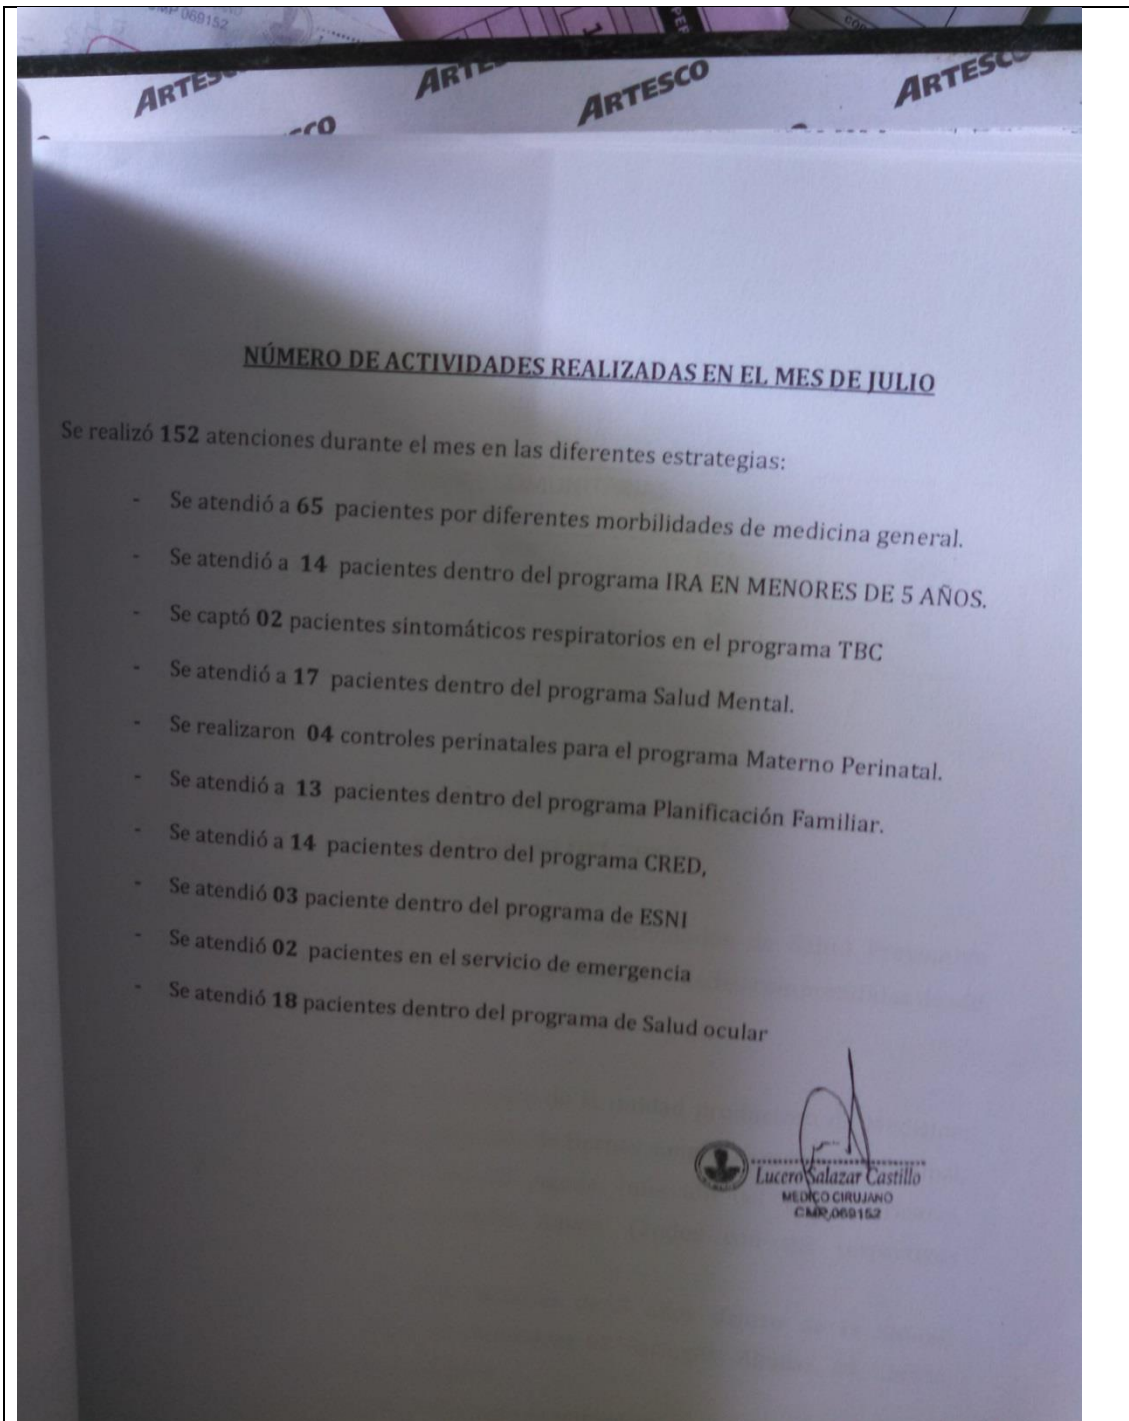 CMP 069152
ARTESCO
ARTESCO
NÚMERO DE ACTIVIDADES REALIZADAS EN EL MES DE JULIO
Se realizó 152 atenciones durante el mes en las diferentes estrategias:
- Se atendió a 65 pacientes por diferentes morbilidades de medicina general.
- Se atendió a 14 pacientes dentro del programa IRA EN MENORES DE 5 AÑOS.
- Se captó 02 pacientes sintomáticos respiratorios en el programa TBC
- Se atendió a 17 pacientes dentro del programa Salud Mental.
- Se realizaron 04 controles perinatales para el programa Materno Perinatal.
- Se atendió a 13 pacientes dentro del programa Planificación Familiar.
- Se atendió a 14 pacientes dentro del programa CRED,
- Se atendió 03 paciente dentro del programa de ESNI
- Se atendió 02 pacientes en el servicio de emergencia
- Se atendió 18 pacientes dentro del programa de Salud ocular
Lucero Salazar Castillo
MEDICO CIRUJANO
CMP. 069152